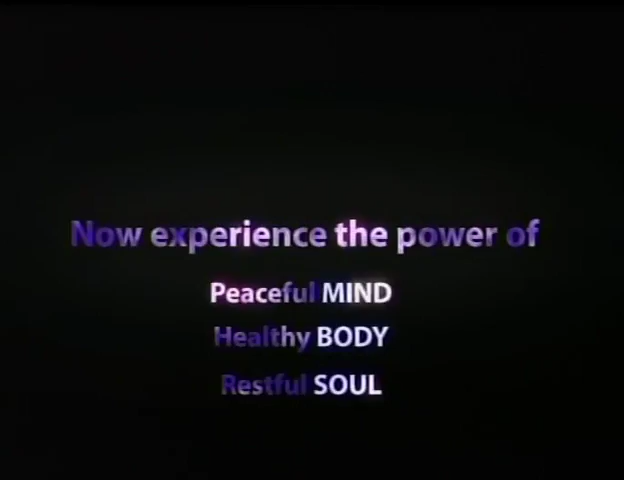 Now experience the power of
Peaceful MIND
Healthy BODY
Restful SOUL